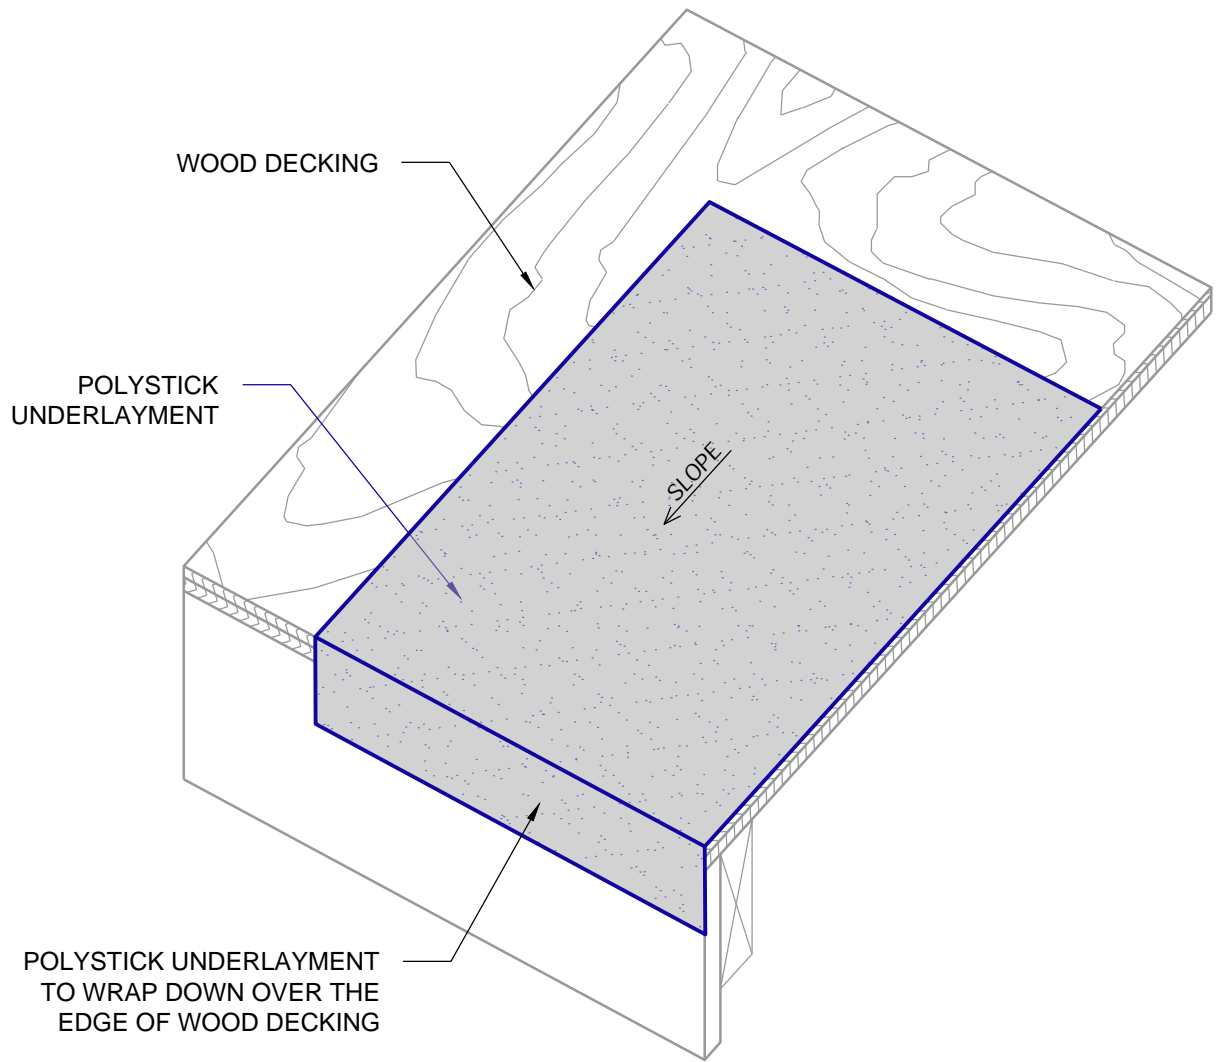 WOOD DECKING
POLYSTICK
UNDERLAYMENT
SLOPE
POLYSTICK UNDERLAYMENT
TO WRAP DOWN OVER THE
EDGE OF WOOD DECKING